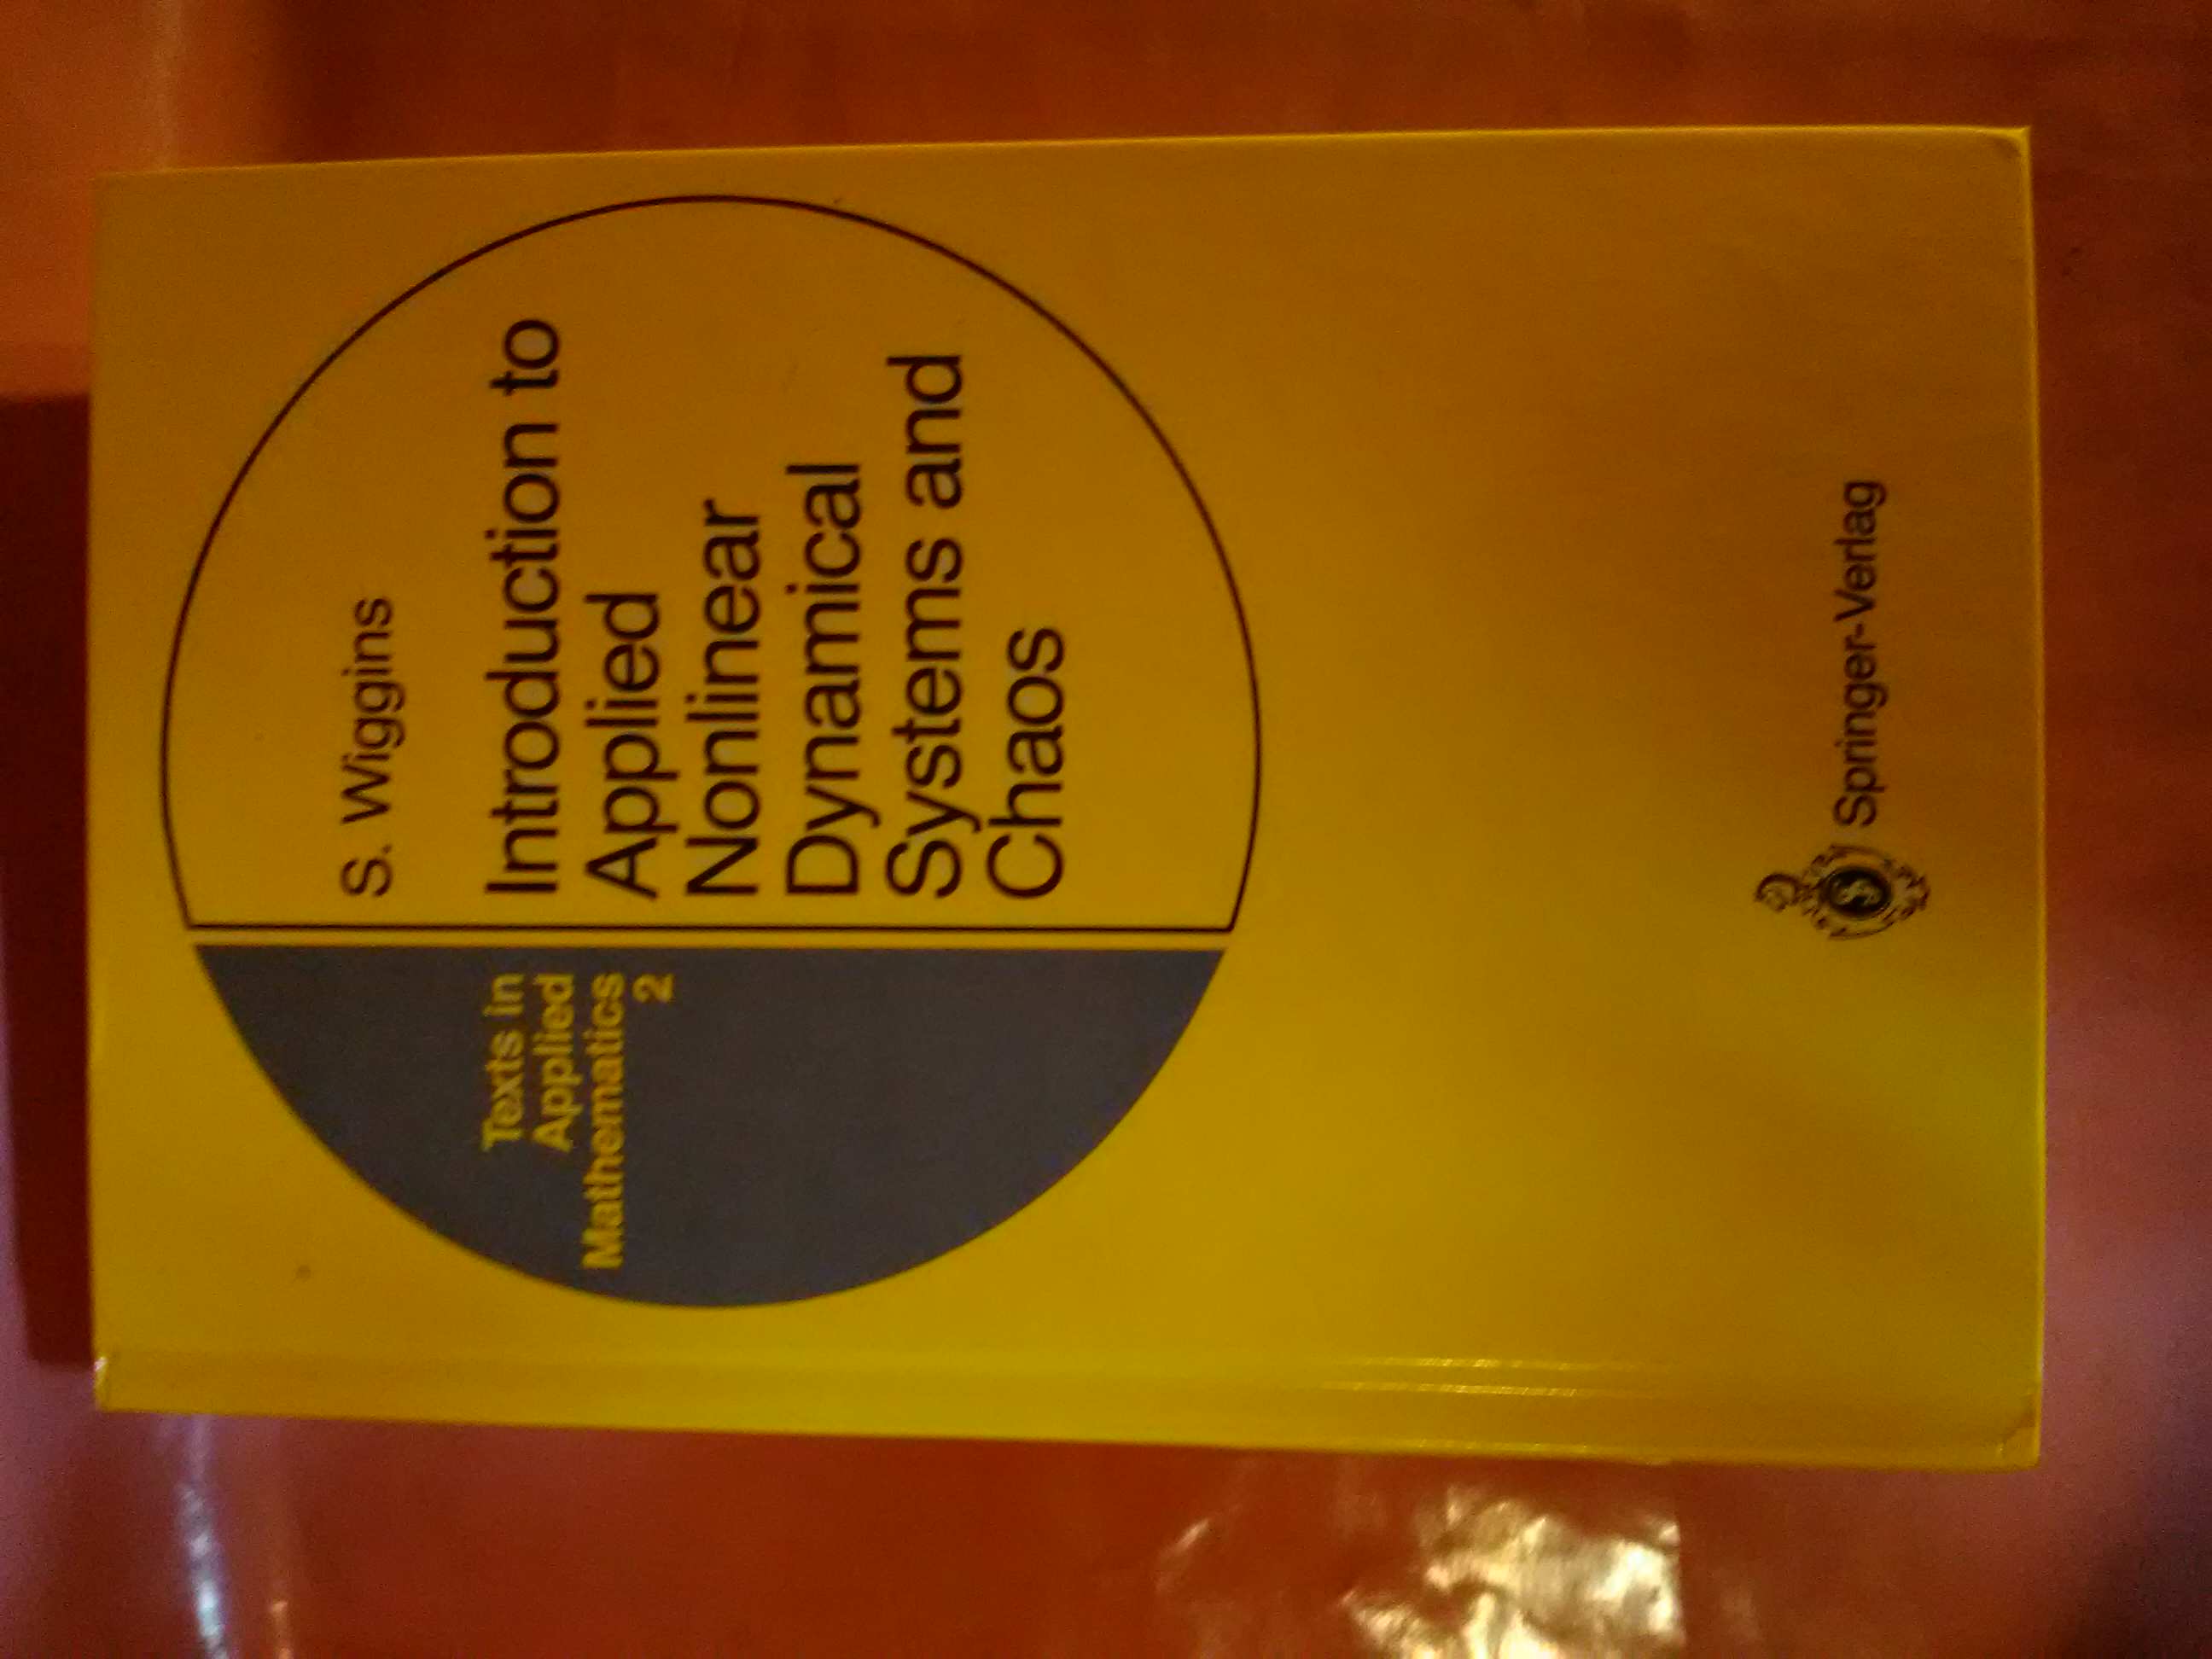 Texts in
Applied
Mathematics
2
S. Wiggins
Introduction to
Applied
Nonlinear
Dynamical
Systems and
Chaos
Springer-Verlag